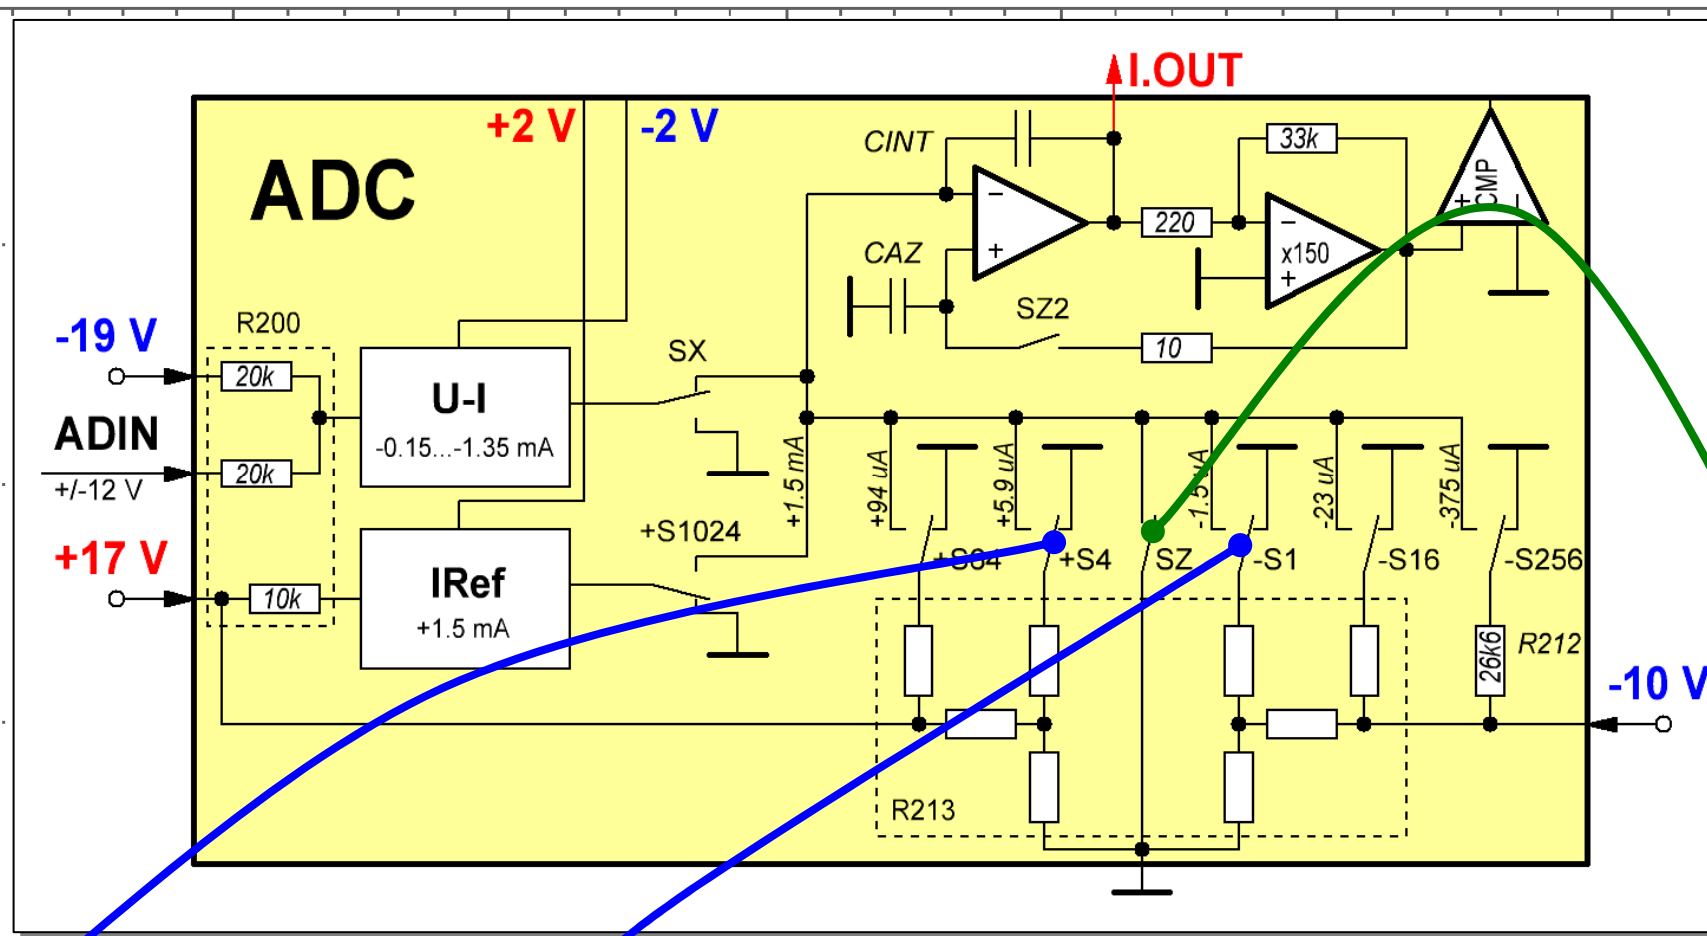 I.OUT
+2 V
-2 V
ADC
CINT
33k
CMP
+
−
−
+
220
−
x150
+
CAZ
SZ2
10
-19 V
R200
20k
U-I
-0.15...-1.35 mA
SX
ADIN
20k
+/-12 V
+1.5 mA
+94 uA
+5.9 uA
-1.5 uA
-23 uA
-375 uA
+17 V
10k
IRef
+1.5 mA
+S1024
+S64
+S4
SZ
-S1
-S16
-S256
26k6
R212
-10 V
R213